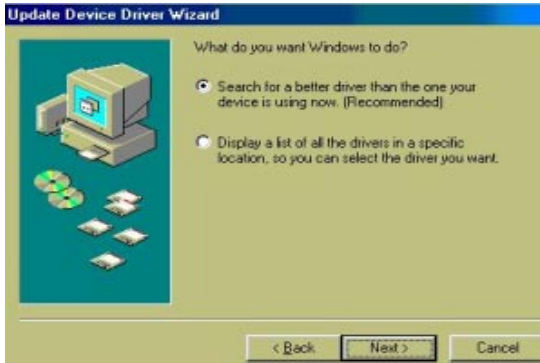 Update Device Driver Wizard
What do you want Windows to do?
Search for a better driver than the one your
device is using now. (Recommended)
Display a list of all the drivers in a specific
location, so you can select the driver you want.
< Back
Next >
Cancel